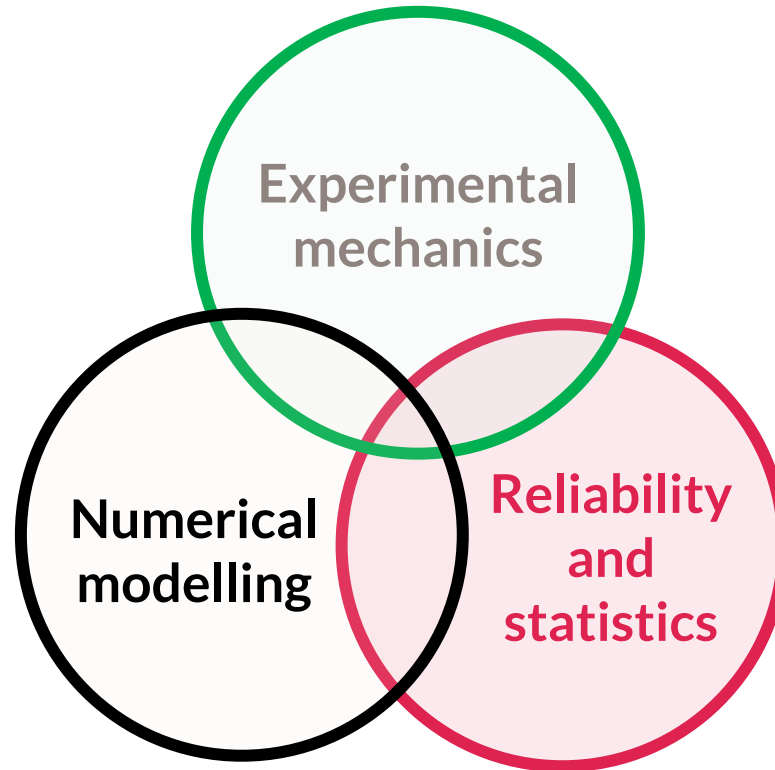 Experimental
mechanics
Numerical
modelling
Reliability
and
statistics